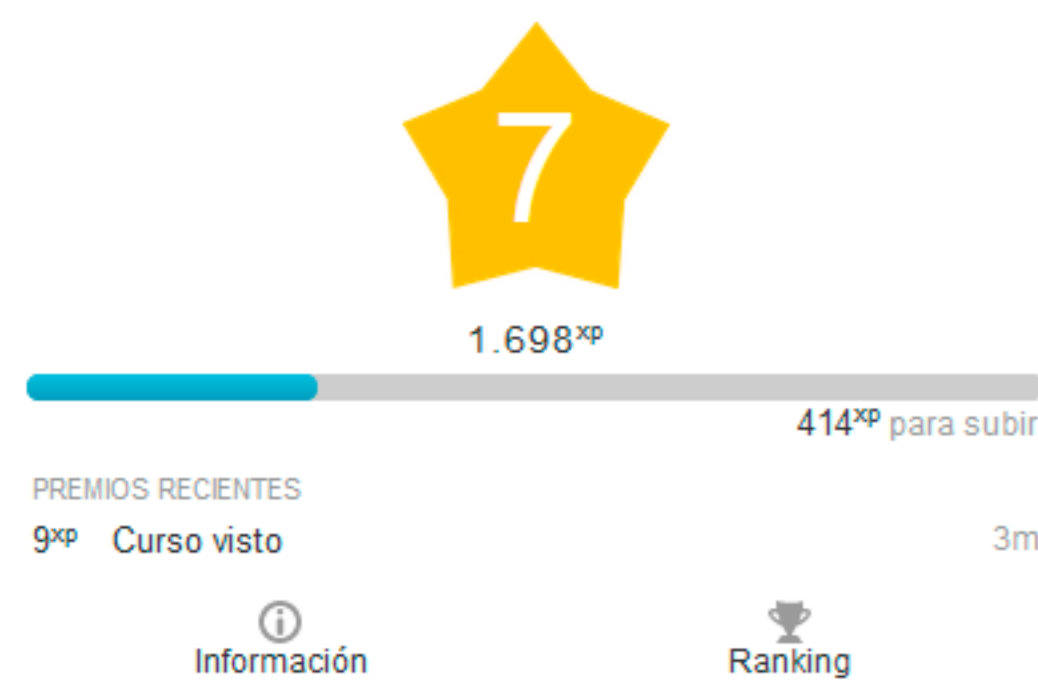 7
1.698xp
414xp para subir
PREMIOS RECIENTES
9xp Curso visto 3m
Información Ranking